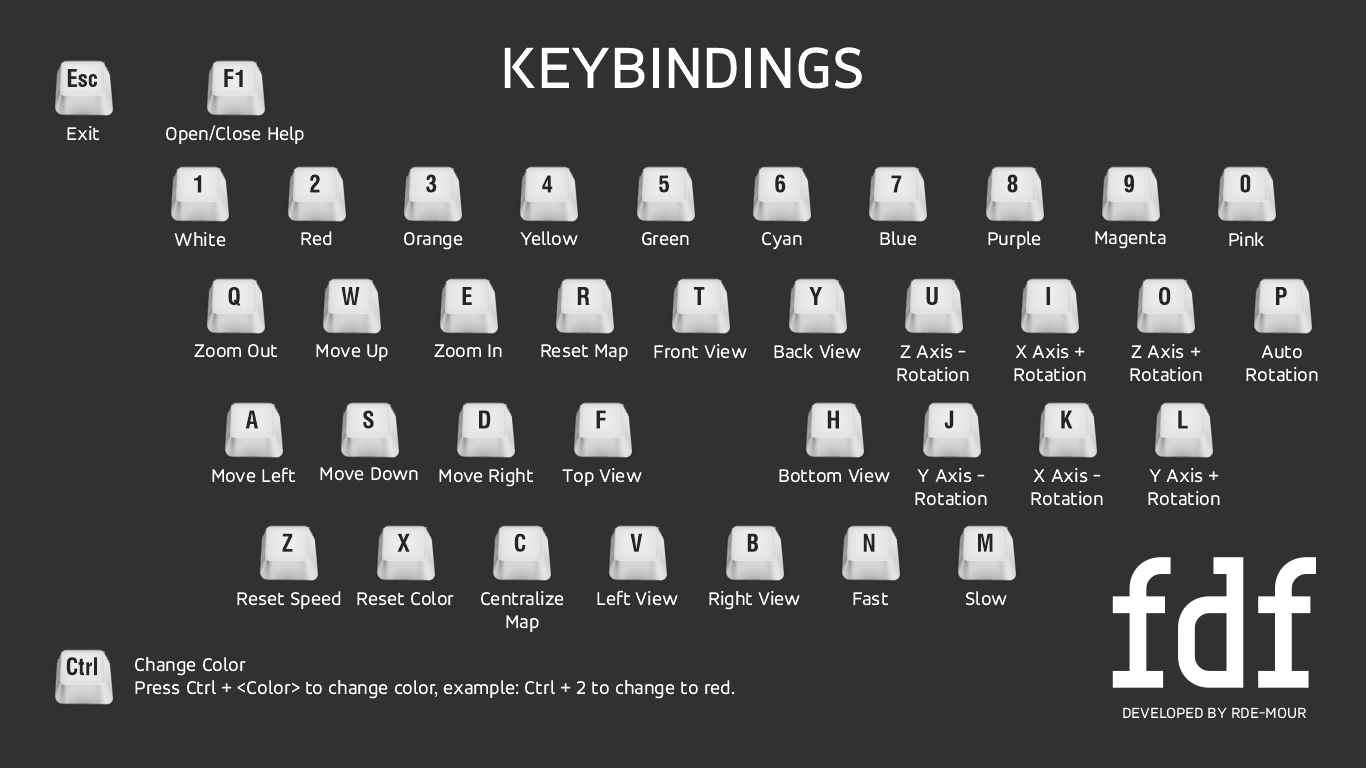 KEYBINDINGS
Esc
F1
Exit
Open/Close Help
1
2
3
4
5
6
7
8
9
0
White
Red
Orange
Yellow
Green
Cyan
Blue
Purple
Magenta
Pink
Q
W
E
R
T
Y
U
I
O
P
Zoom Out
Move Up
Zoom In
Reset Map
Front View
Back View
Z Axis -
Rotation
X Axis +
Rotation
Z Axis +
Rotation
Auto
Rotation
A
S
D
F
H
J
K
L
Move Left
Move Down
Move Right
Top View
Bottom View
Y Axis -
Rotation
X Axis -
Rotation
Y Axis +
Rotation
Z
X
C
V
B
N
M
Reset Speed
Reset Color
Centralize
Map
Left View
Right View
Fast
Slow
Ctrl
Change Color
Press Ctrl + <Color> to change color, example: Ctrl + 2 to change to red.
fdf
DEVELOPED BY RDE-MOUR